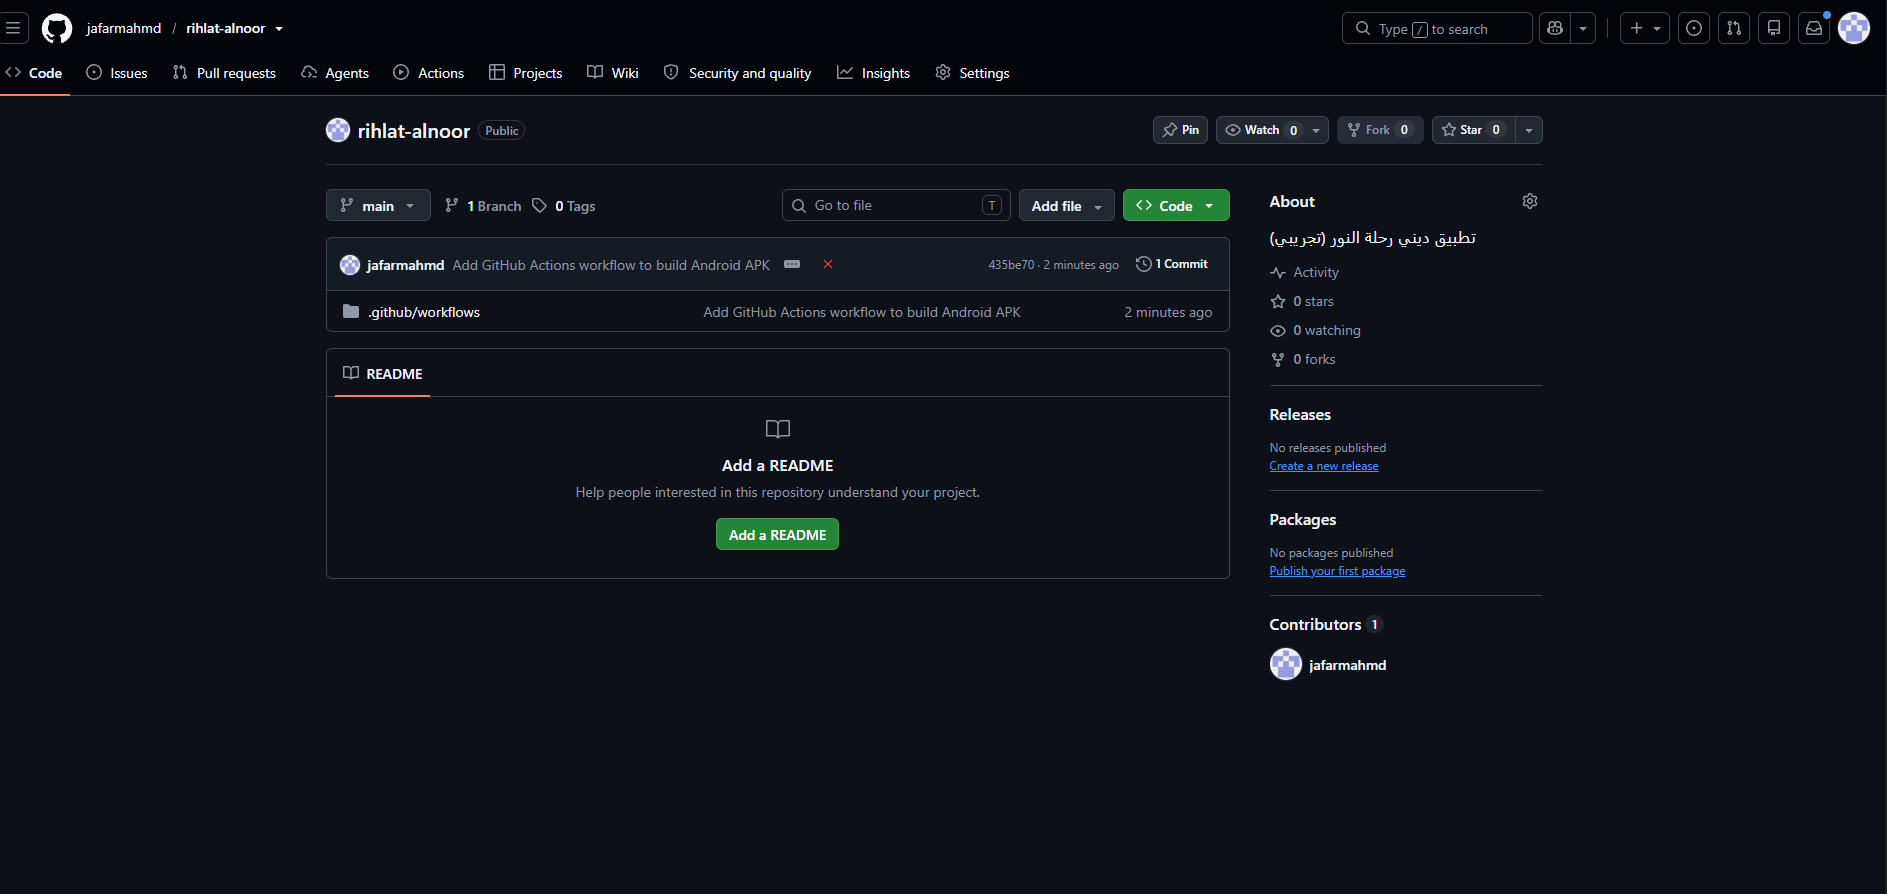 jafarmahmd / rihlat-alnoor
Type / to search
Code Issues Pull requests Agents Actions Projects Wiki Security and quality Insights Settings
rihlat-alnoor Public
Pin Watch 0 Fork 0 Star 0
main 1 Branch 0 Tags Go to file T Add file Code
jafarmahmd Add GitHub Actions workflow to build Android APK 435be70 · 2 minutes ago 1 Commit
.github/workflows Add GitHub Actions workflow to build Android APK 2 minutes ago
README
Add a README
Help people interested in this repository understand your project.
Add a README
About
تطبيق ديني رحلة النور (تجريبي)
Activity
0 stars
0 watching
0 forks
Releases
No releases published
Create a new release
Packages
No packages published
Publish your first package
Contributors 1
jafarmahmd